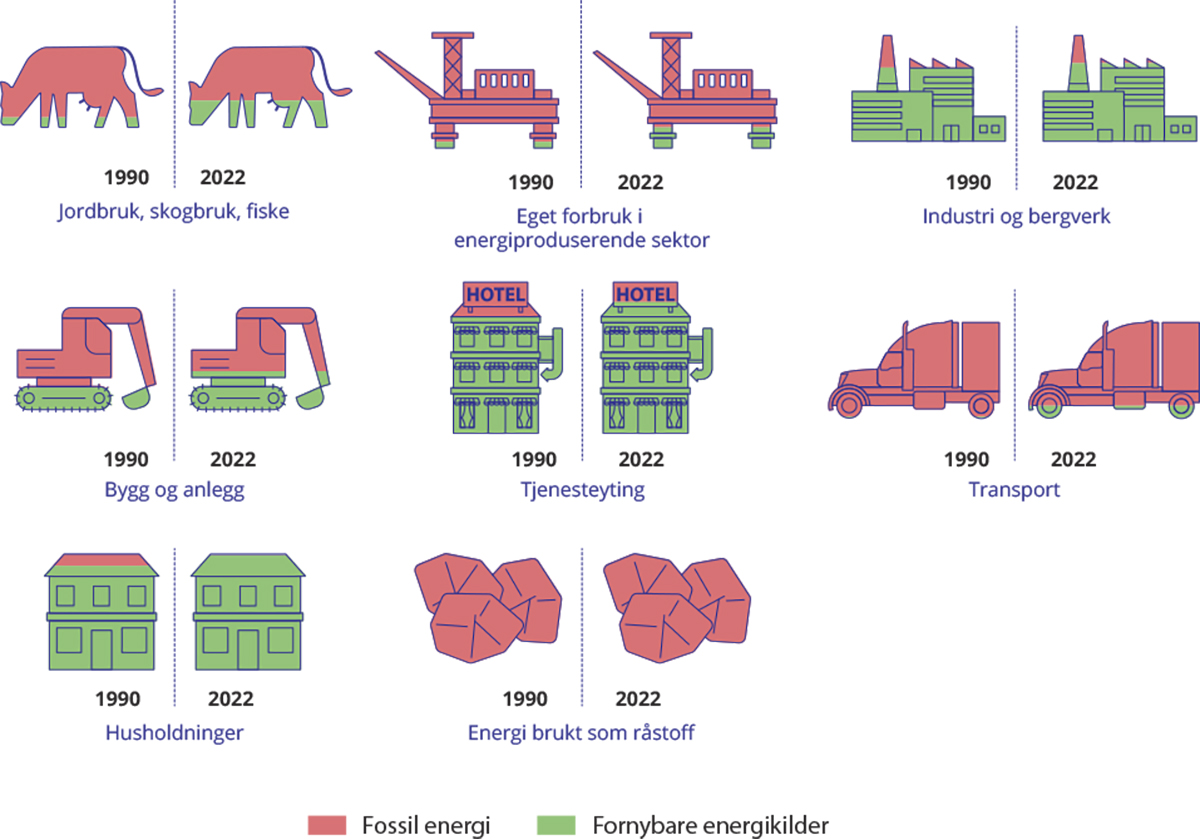 1990 2022
Jordbruk, skogbruk, fiske
1990 2022
Eget forbruk i
energiproduserende sektor
1990 2022
Industri og bergverk
1990 2022
Bygg og anlegg
HOTEL HOTEL
1990 2022
Tjenesteyting
1990 2022
Transport
1990 2022
Husholdninger
1990 2022
Energi brukt som råstoff
Fossil energi
Fornybare energikilder